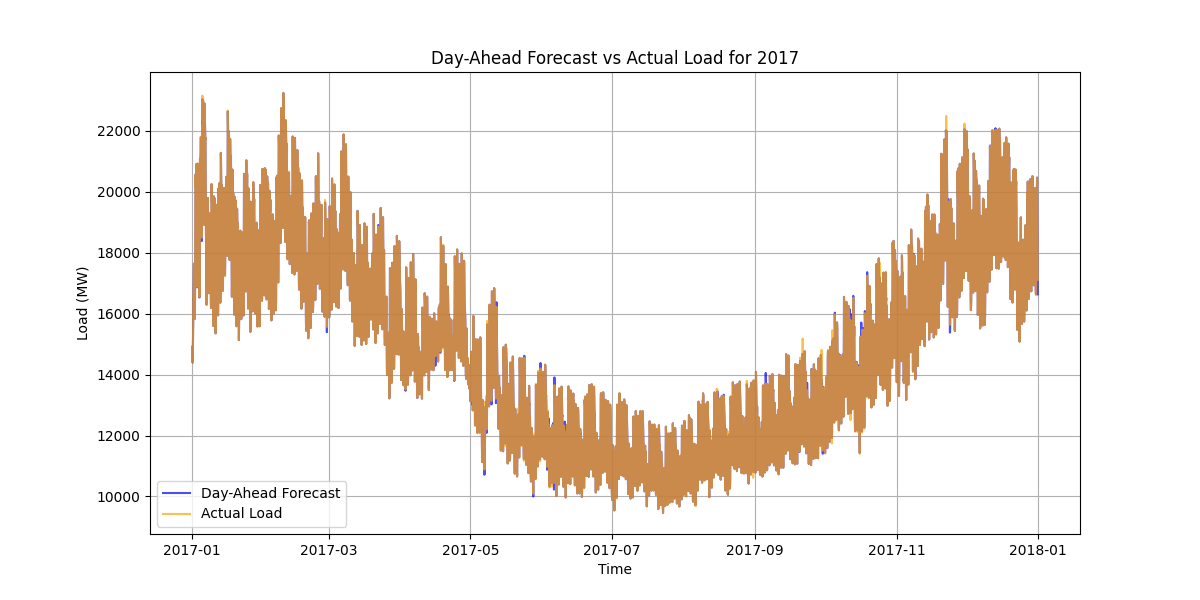 Day-Ahead Forecast vs Actual Load for 2017
Load (MW)
22000
20000
18000
16000
14000
12000
10000
Day-Ahead Forecast
Actual Load
2017-01
2017-03
2017-05
2017-07
2017-09
2017-11
2018-01
Time